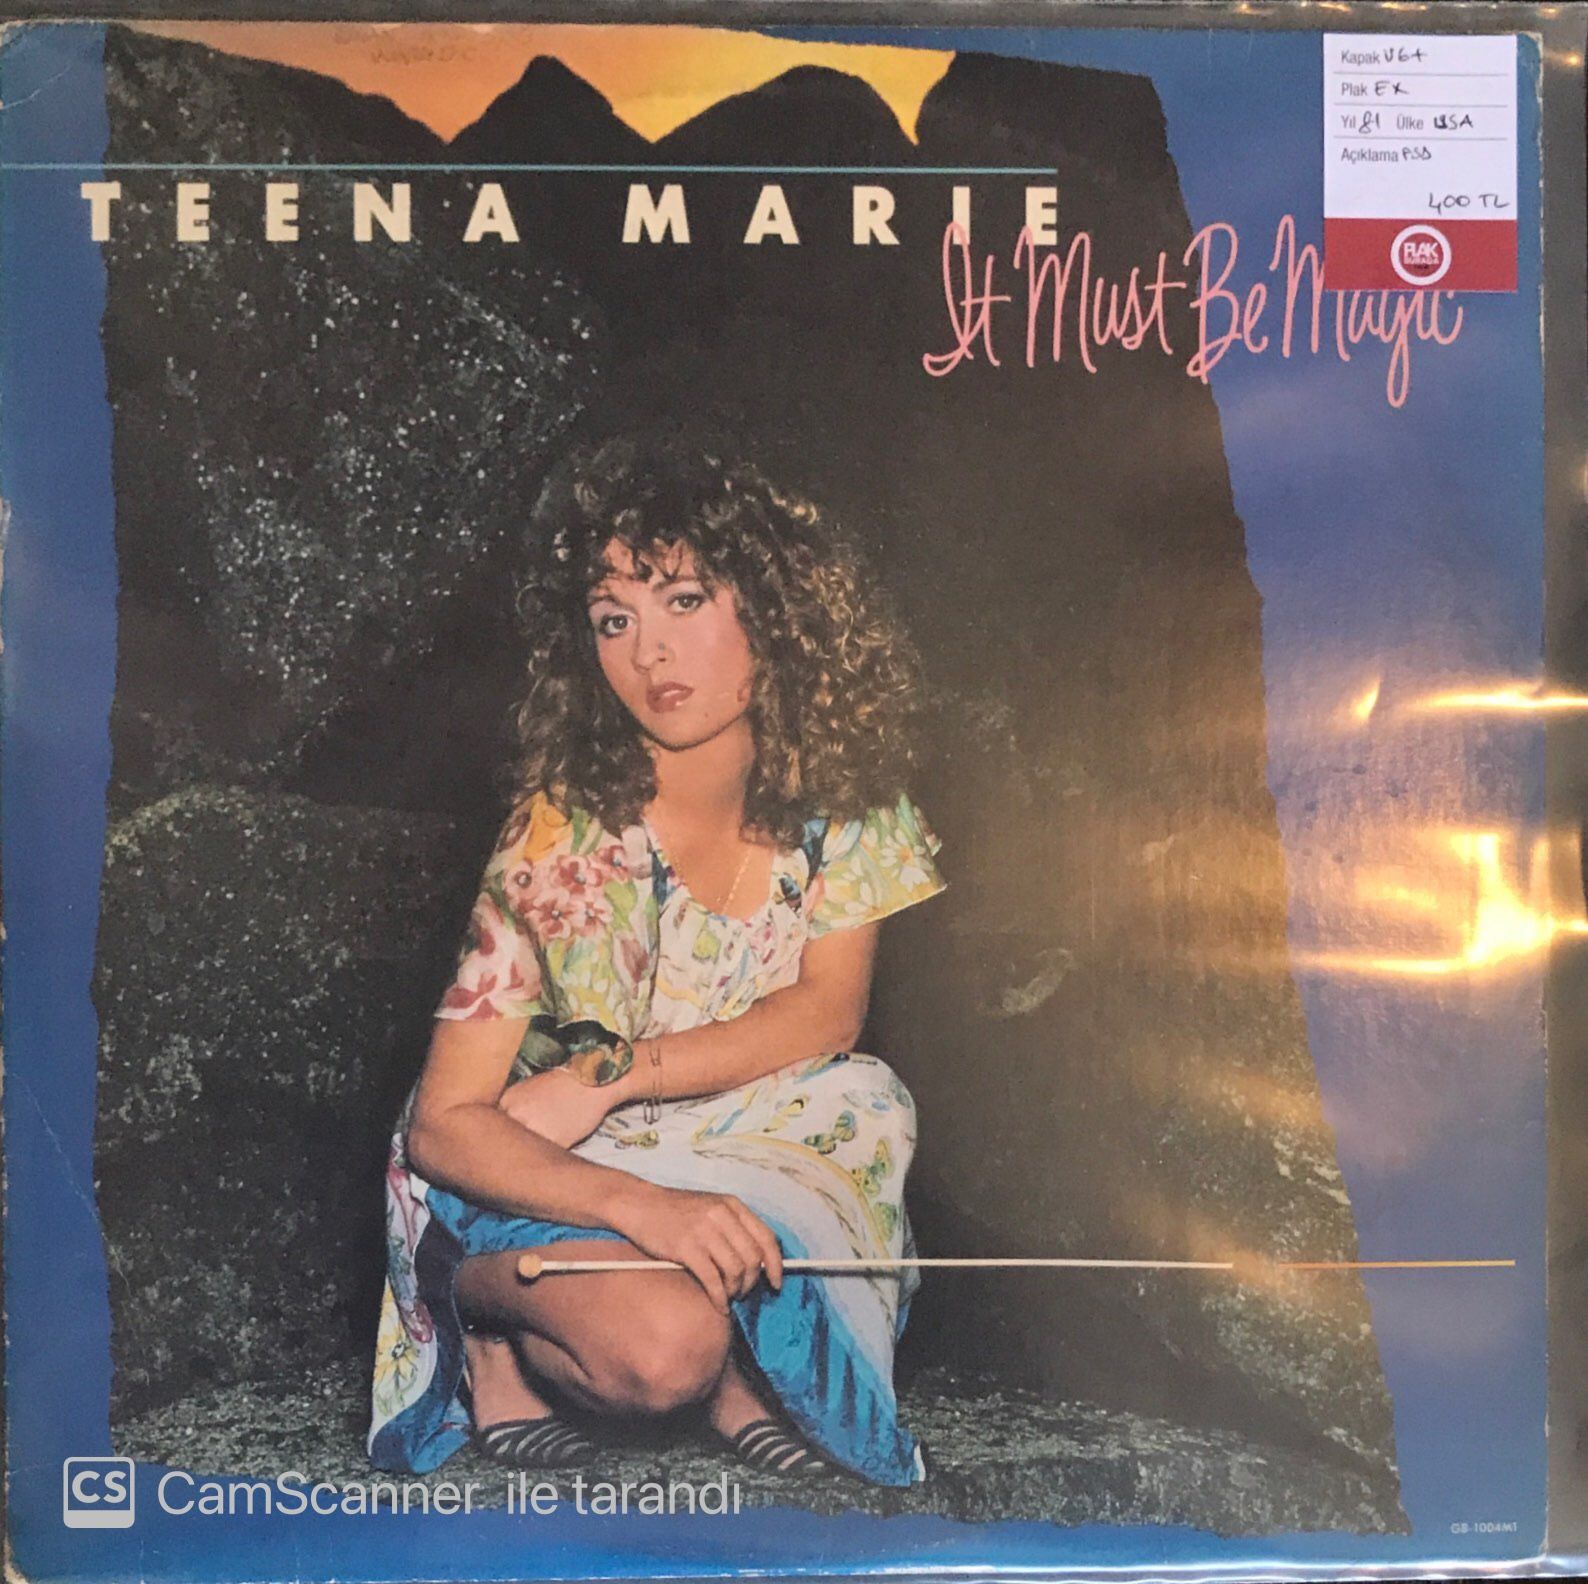 TEENA MARIE
It Must Be Magic
Kapak VG+
Plak EX
Yıl 81 Ülke USA
Açıklama
400 TL
PLAK
CS CamScanner ile tarandı
GB-1004M1